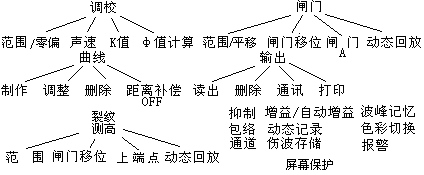 调校
闸门
范围/零偏 声速 K值 Φ值计算
范围/平移 闸门移位 闸门A 动态回放
曲线
输出
制作 调整 删除 距离补偿OFF
读出 删除 通讯 打印
裂纹测高
范围 闸门移位 上端点 动态回放
抑制 增益/自动增益 波峰记忆
包络 动态记录 色彩切换
通道 伤波存储 报警
屏幕保护